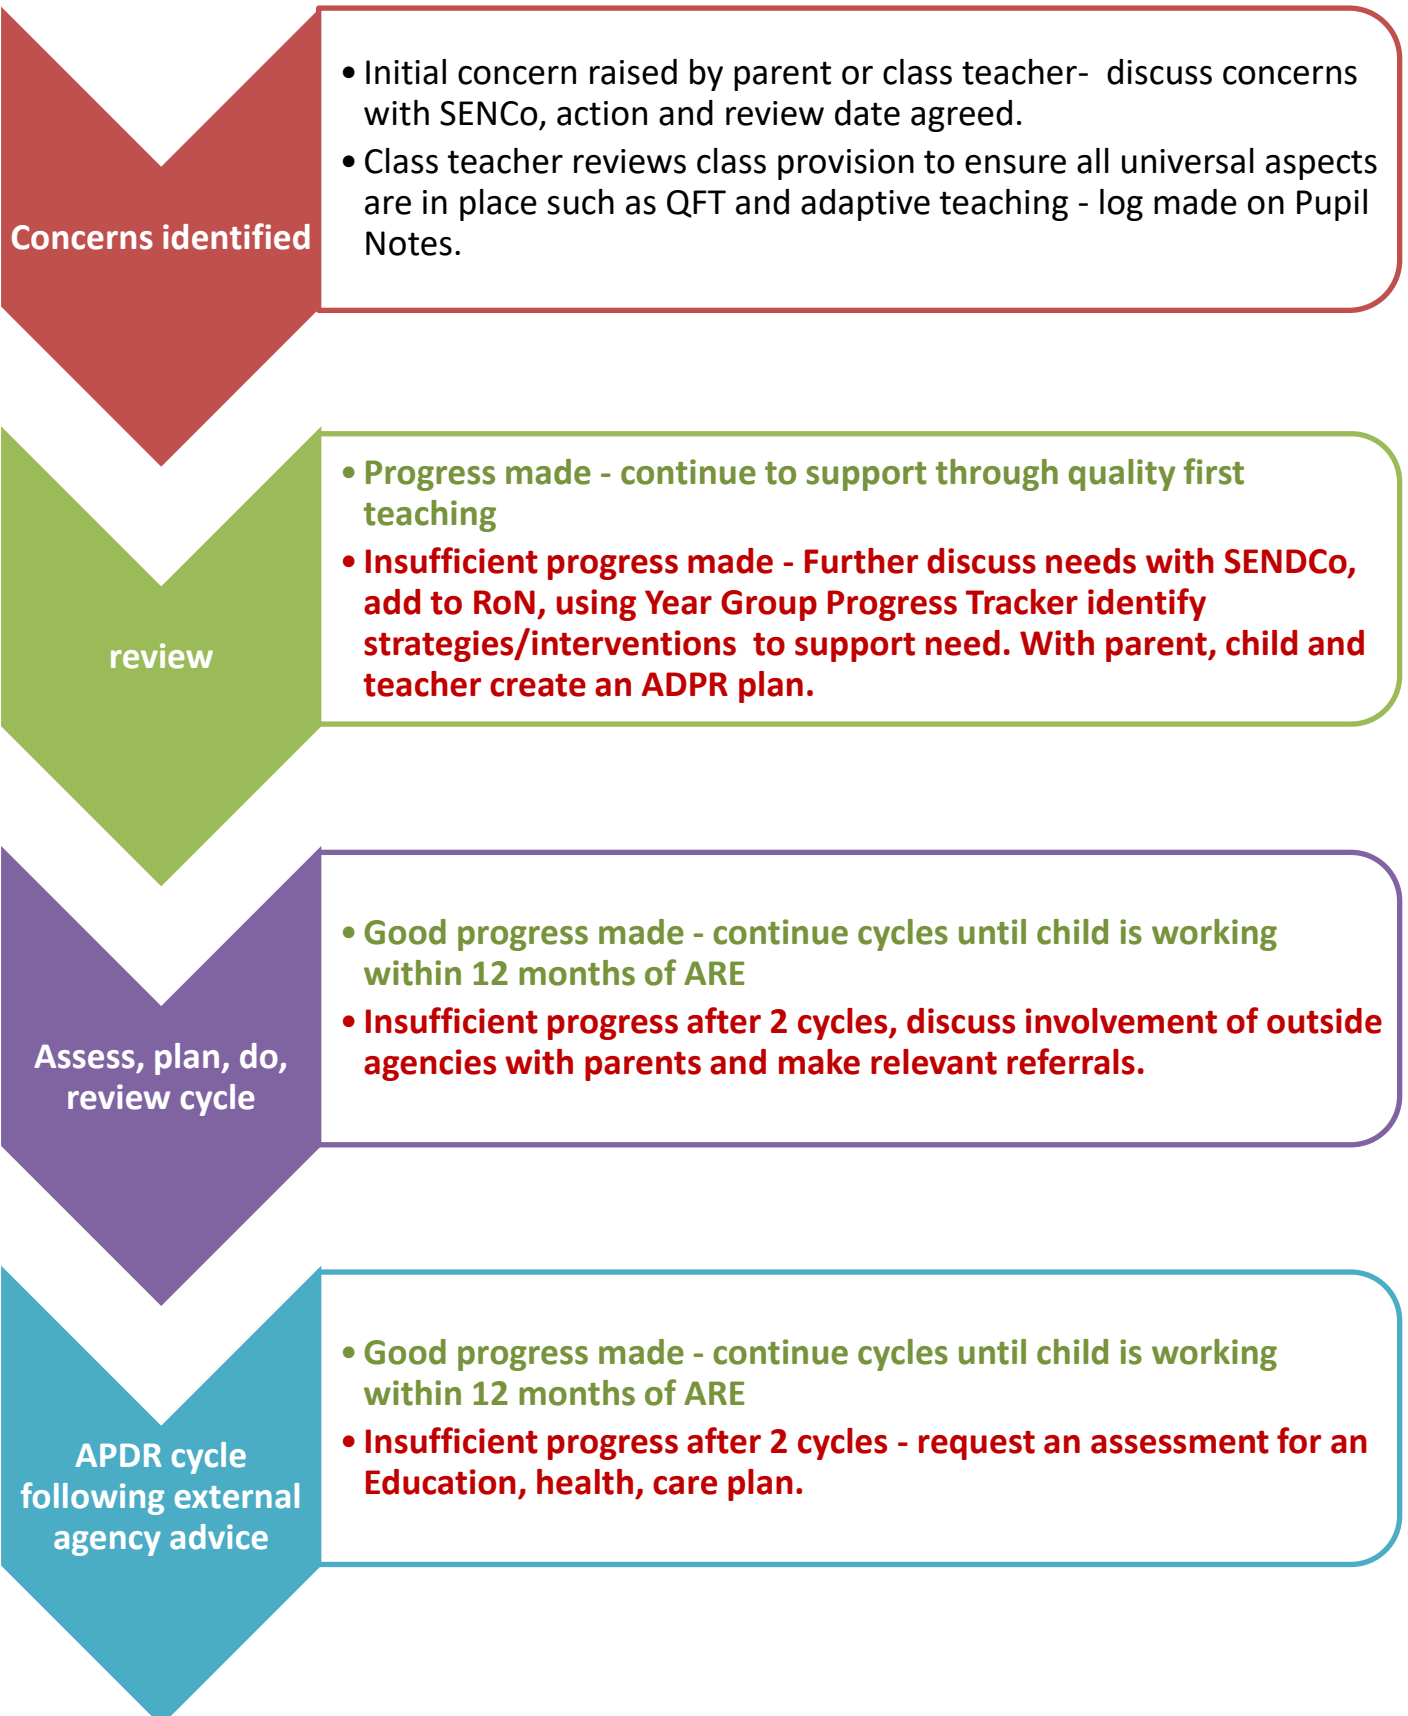 Concerns identified
• Initial concern raised by parent or class teacher-  discuss concerns
with SENCo, action and review date agreed.
• Class teacher reviews class provision to ensure all universal aspects
are in place such as QFT and adaptive teaching - log made on Pupil
Notes.
review
• Progress made - continue to support through quality first
teaching
• Insufficient progress made - Further discuss needs with SENDCo,
add to RoN, using Year Group Progress Tracker identify
strategies/interventions  to support need. With parent, child and
teacher create an ADPR plan.
Assess, plan, do,
review cycle
• Good progress made - continue cycles until child is working
within 12 months of ARE
• Insufficient progress after 2 cycles, discuss involvement of outside
agencies with parents and make relevant referrals.
APDR cycle
following external
agency advice
• Good progress made - continue cycles until child is working
within 12 months of ARE
• Insufficient progress after 2 cycles - request an assessment for an
Education, health, care plan.